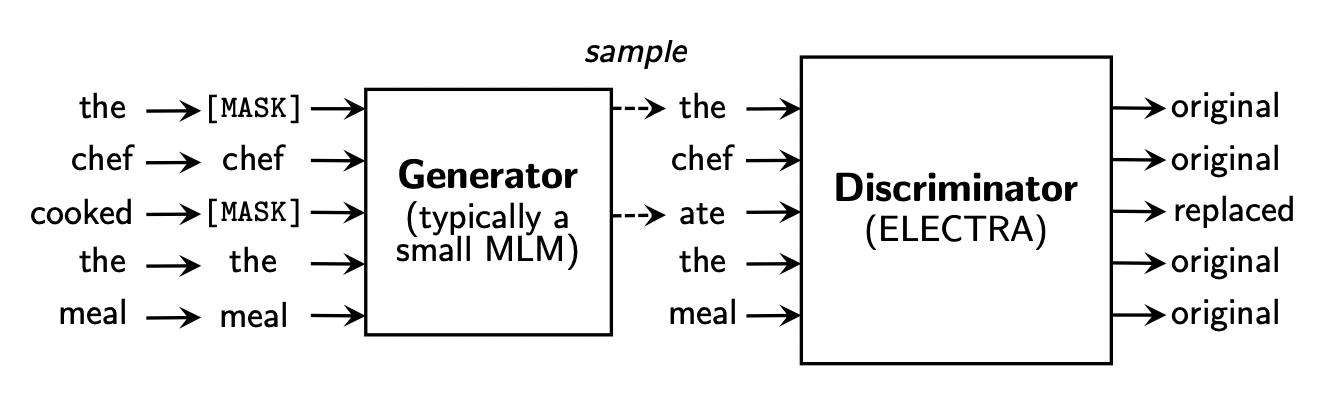 sample
the [MASK] the original
chef chef chef original
cooked [MASK] ate replaced
the the the original
meal meal meal original
Generator
(typically a
small MLM)
Discriminator
(ELECTRA)